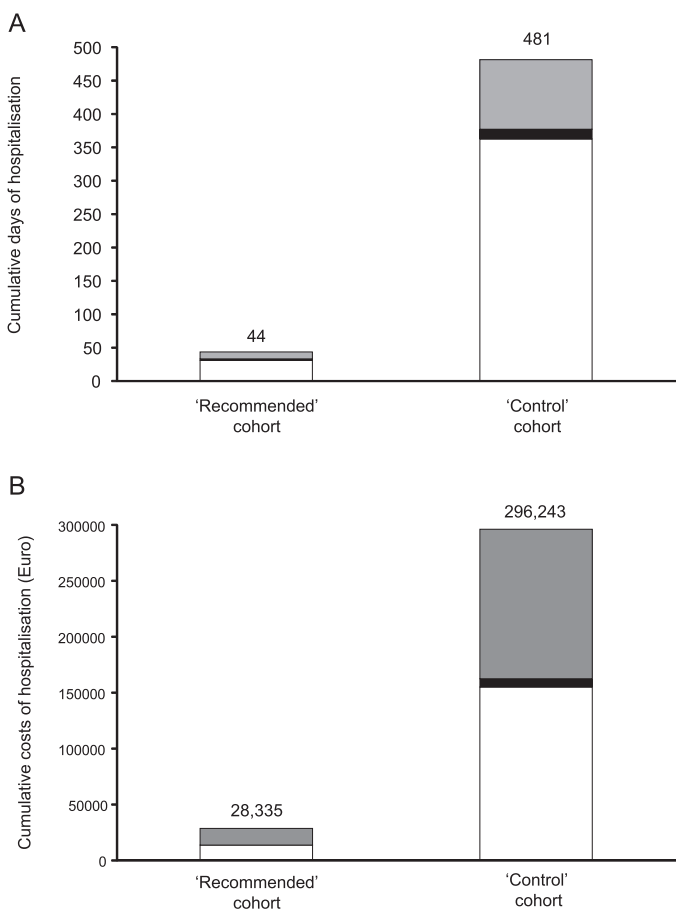 A
Cumulative days of hospitalisation
500
450
400
350
300
250
200
150
100
50
0
44
481
‘Recommended’
cohort
‘Control’
cohort
B
Cumulative costs of hospitalisation (Euro)
300000
250000
200000
150000
100000
50000
0
28,335
296,243
‘Recommended’
cohort
‘Control’
cohort